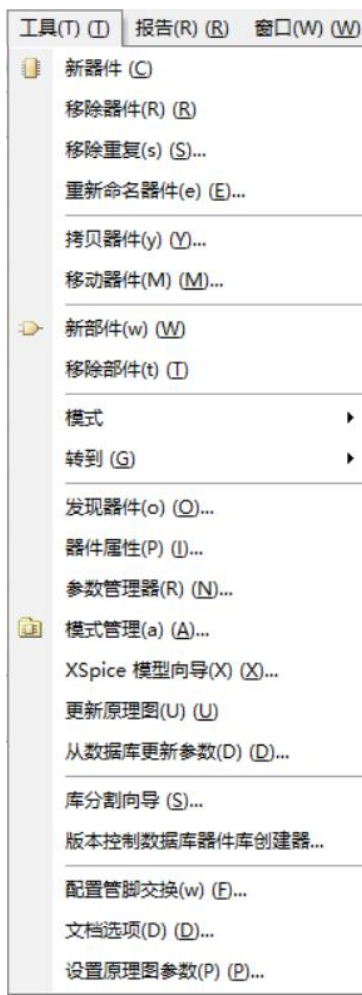 工具(T) (T) 报告(R) (R) 窗口(W) (W)
新器件 (C)
移除器件(R) (R)
移除重复(s) (S)...
重新命名器件(e) (E)...
拷贝器件(y) (Y)...
移动器件(M) (M)...
新部件(w) (W)
移除部件(t) (T)
模式
转到 (G)
发现器件(o) (O)...
器件属性(P) (I)...
参数管理器(R) (N)...
模式管理(a) (A)...
XSpice 模型向导(X) (X)...
更新原理图(U) (U)
从数据库更新参数(D) (D)...
库分割向导 (S)...
版本控制数据库器件库创建器...
配置管脚交换(w) (F)...
文档选项(D) (D)...
设置原理图参数(P) (P)...